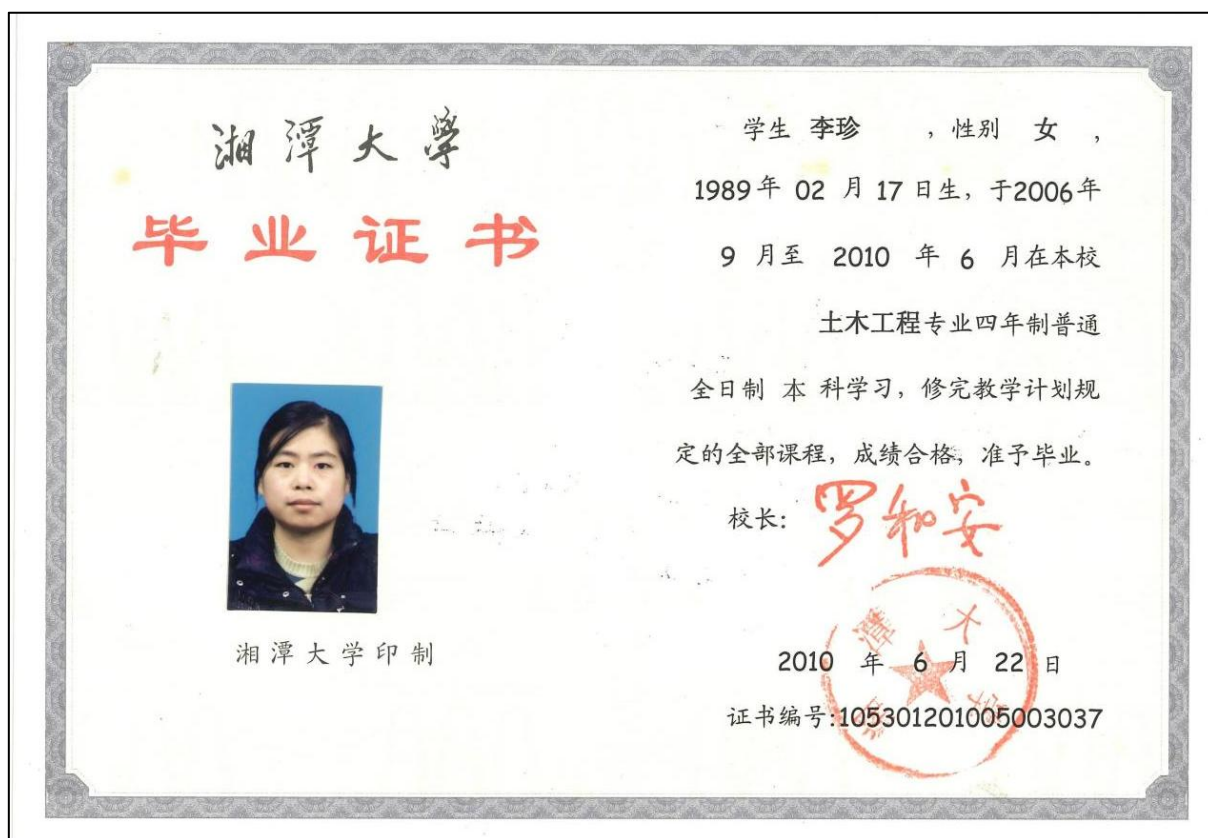 湘潭大學
毕业证书
湘潭大学印制
学生 李珍 ，性别 女 ，
1989年 02 月 17 日生，于2006年
9 月至 2010 年 6 月在本校
土木工程专业四年制普通
全日制 本 科学习，修完教学计划规
定的全部课程，成绩合格，准予毕业。
校长：罗和安
湘潭大学
2010 年 6 月 22 日
证书编号:105301201005003037